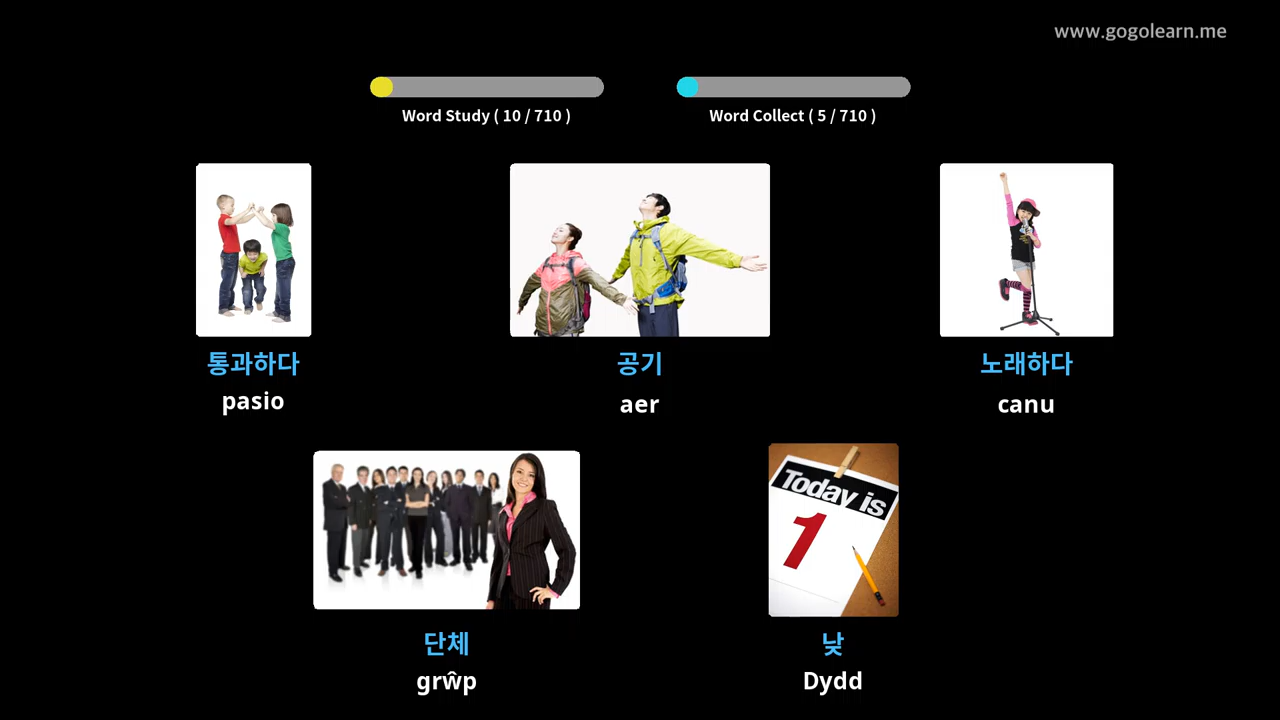 www.gogolearn.me
Word Study ( 10 / 710 )
Word Collect ( 5 / 710 )
통과하다
pasio
공기
aer
노래하다
canu
단체
grŵp
Today is
1
낮
Dydd